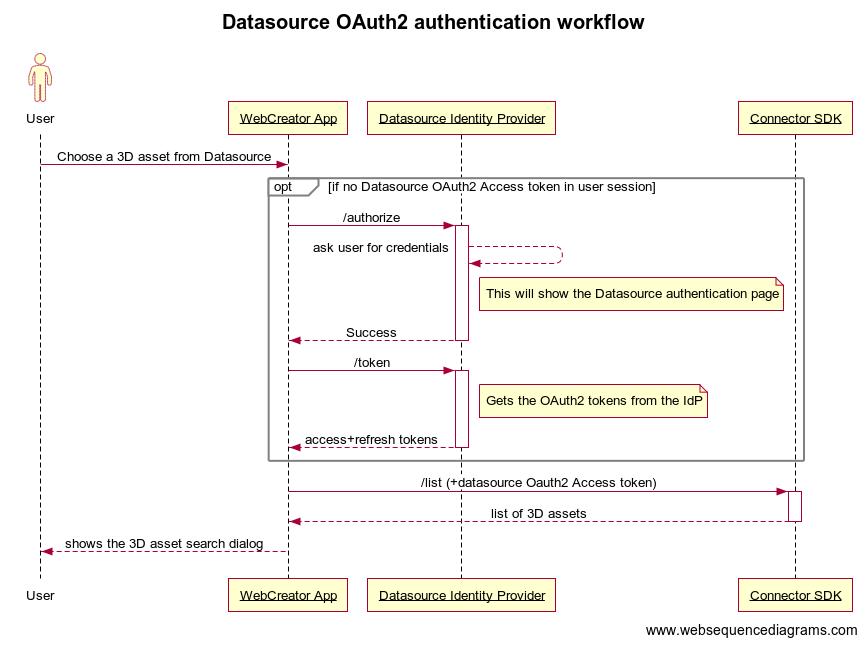 Datasource OAuth2 authentication workflow
User
WebCreator App
Datasource Identity Provider
Connector SDK
Choose a 3D asset from Datasource
opt
[if no Datasource OAuth2 Access token in user session]
/authorize
ask user for credentials
This will show the Datasource authentication page
Success
/token
Gets the OAuth2 tokens from the IdP
access+refresh tokens
/list (+datasource Oauth2 Access token)
list of 3D assets
shows the 3D asset search dialog
User
WebCreator App
Datasource Identity Provider
Connector SDK
www.websequencediagrams.com